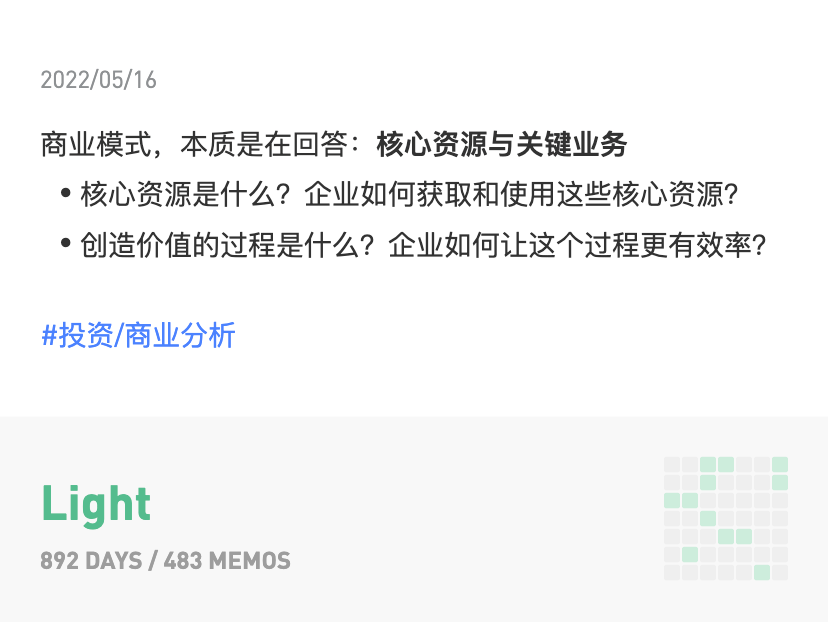 2022/05/16
商业模式，本质是在回答：核心资源与关键业务
• 核心资源是什么？企业如何获取和使用这些核心资源？
• 创造价值的过程是什么？企业如何让这个过程更有效率？
#投资/商业分析
Light
892 DAYS / 483 MEMOS